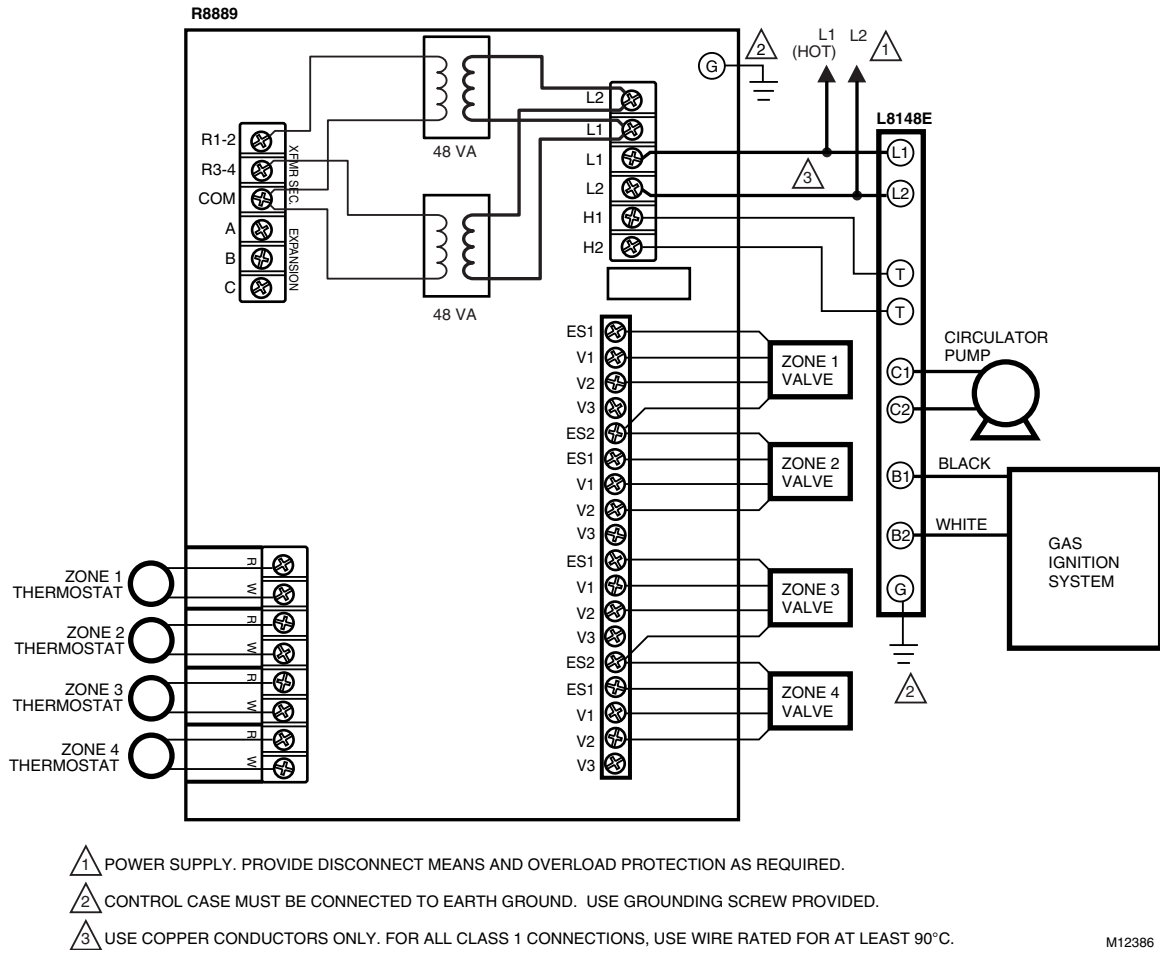 R8889
R1-2
R3-4
COM
A
B
C
XFMR SEC.
EXPANSION
48 VA
48 VA
G
2
L1
(HOT)
L2
1
L2
L1
L1
L2
H1
H2
3
L8148E
L1
L2
T
T
C1
C2
B1
B2
G
2
CIRCULATOR
PUMP
BLACK
WHITE
GAS
IGNITION
SYSTEM
ES1
V1
V2
V3
ES2
ES1
V1
V2
V3
ES1
V1
V2
V3
ES2
ES1
V1
V2
V3
ZONE 1
VALVE
ZONE 2
VALVE
ZONE 3
VALVE
ZONE 4
VALVE
ZONE 1
THERMOSTAT
R
W
ZONE 2
THERMOSTAT
R
W
ZONE 3
THERMOSTAT
R
W
ZONE 4
THERMOSTAT
R
W
1 POWER SUPPLY. PROVIDE DISCONNECT MEANS AND OVERLOAD PROTECTION AS REQUIRED.
2 CONTROL CASE MUST BE CONNECTED TO EARTH GROUND. USE GROUNDING SCREW PROVIDED.
3 USE COPPER CONDUCTORS ONLY. FOR ALL CLASS 1 CONNECTIONS, USE WIRE RATED FOR AT LEAST 90°C.
M12386